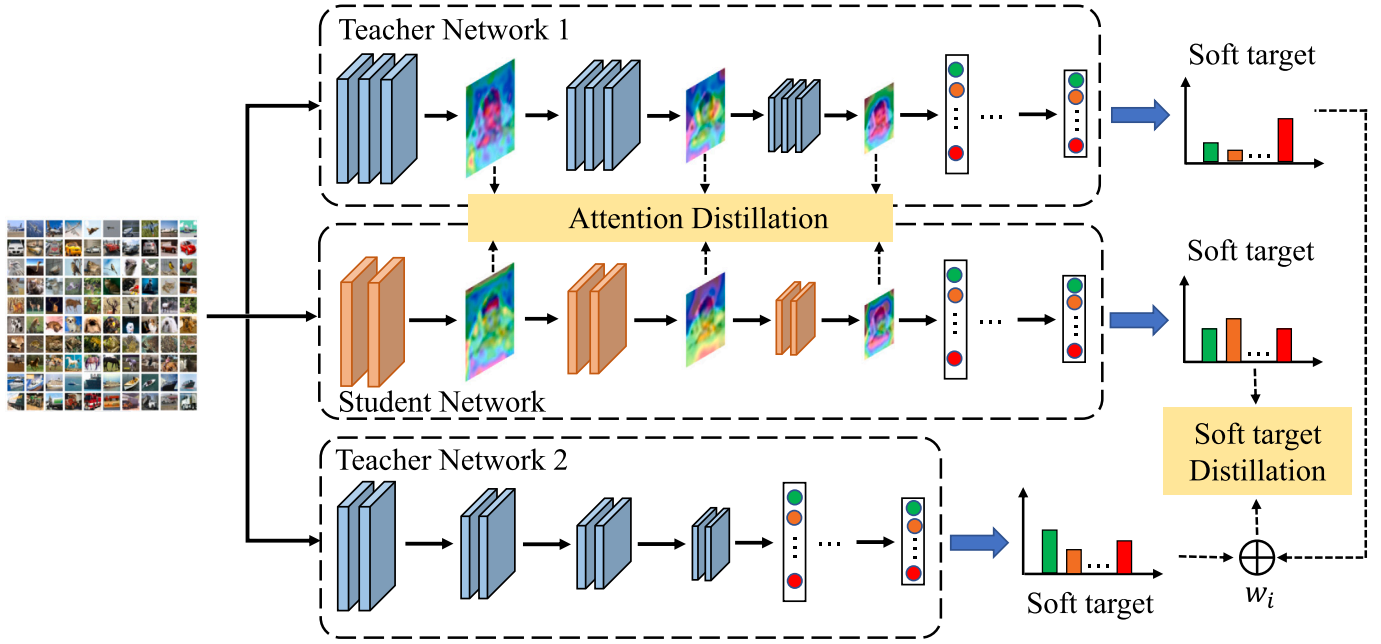 Teacher Network 1
Soft target
Attention Distillation
Soft target
Student Network
Soft target
Distillation
Teacher Network 2
Soft target
w_i